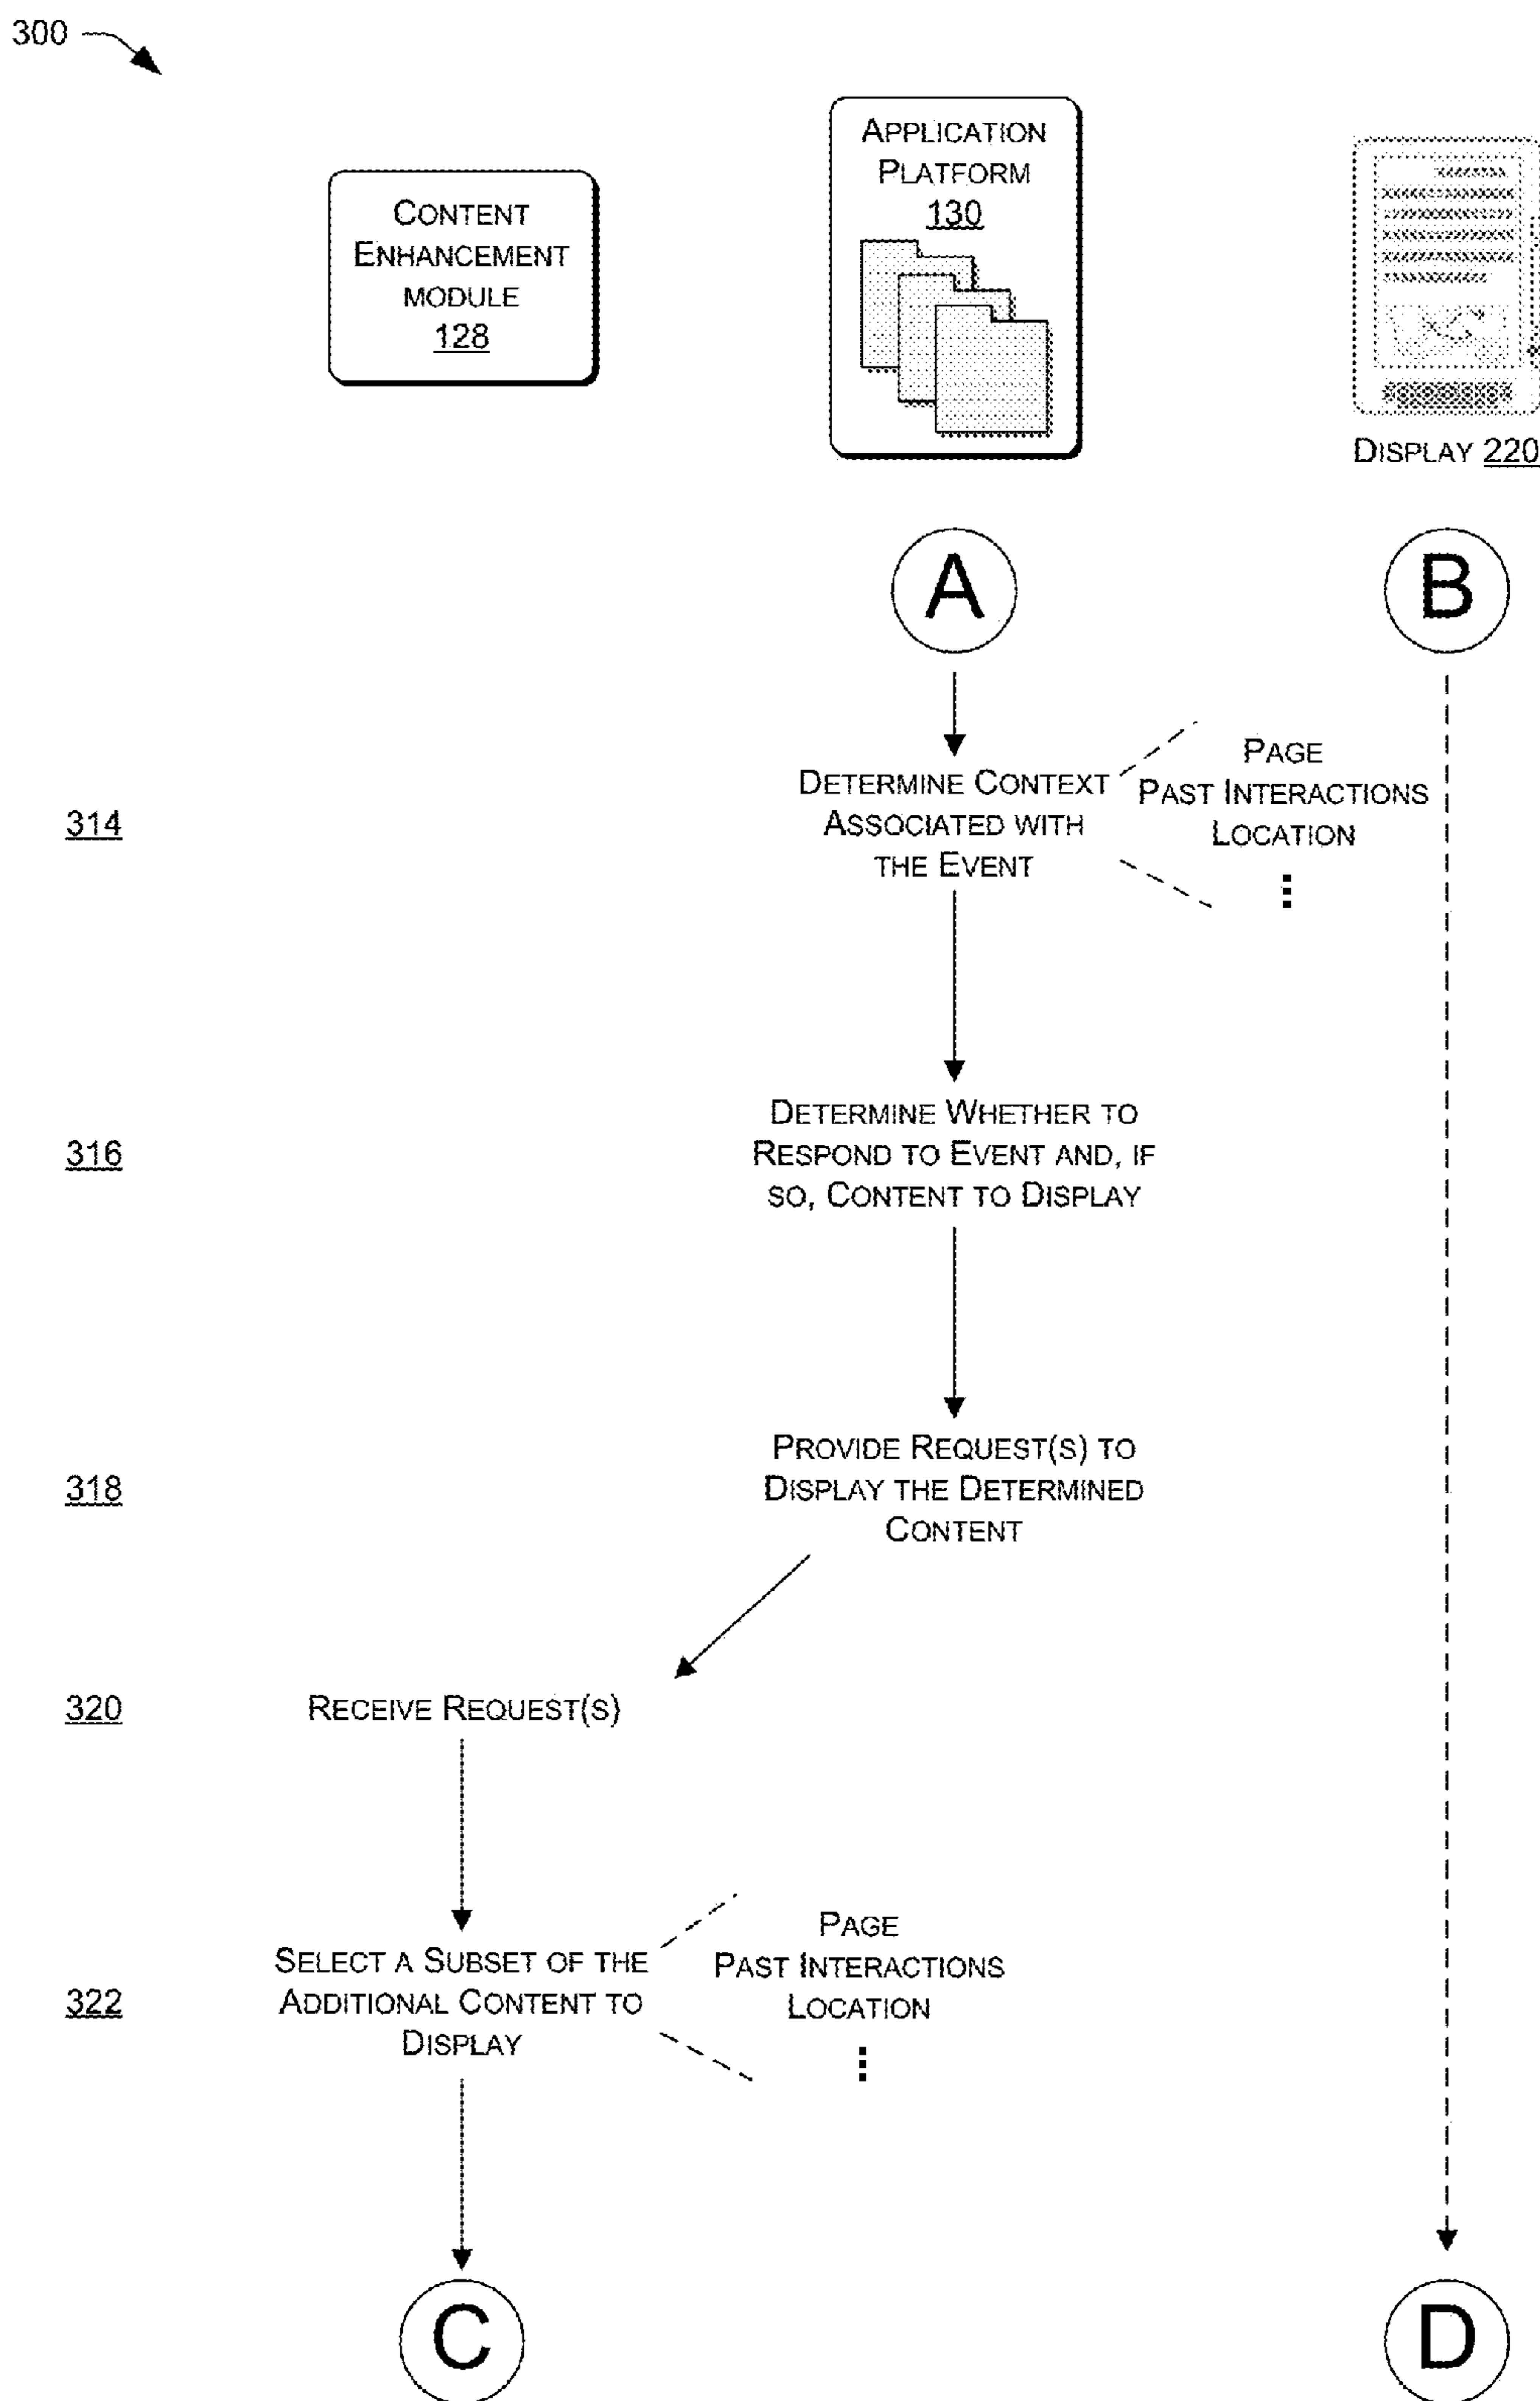 300
CONTENT
ENHANCEMENT
MODULE
128
APPLICATION
PLATFORM
130
DISPLAY 220
A
B
314
DETERMINE CONTEXT
ASSOCIATED WITH
THE EVENT
PAGE
PAST INTERACTIONS
LOCATION
316
DETERMINE WHETHER TO
RESPOND TO EVENT AND, IF
SO, CONTENT TO DISPLAY
318
PROVIDE REQUEST(S) TO
DISPLAY THE DETERMINED
CONTENT
320
RECEIVE REQUEST(S)
322
SELECT A SUBSET OF THE
ADDITIONAL CONTENT TO
DISPLAY
PAGE
PAST INTERACTIONS
LOCATION
C
D